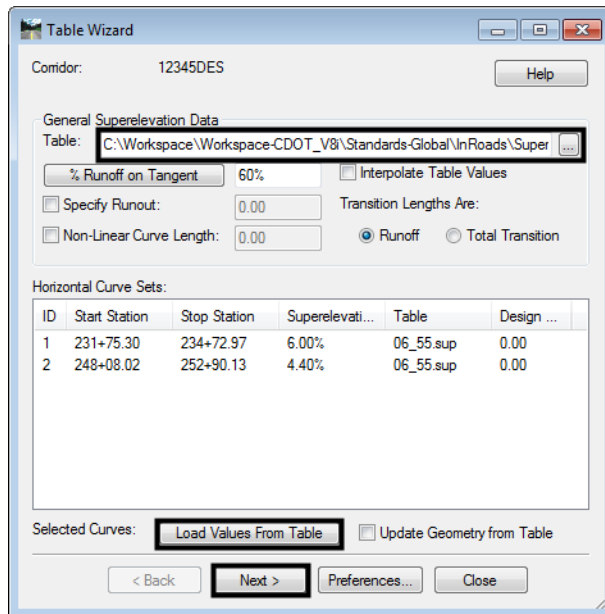 Table Wizard
Corridor: 12345DES
Help
General Superelevation Data
Table: C:\Workspace\Workspace-CDOT_V8i\Standards-Global\InRoads\Super ...
% Runoff on Tangent 60% Interpolate Table Values
Specify Runout: 0.00 Transition Lengths Are:
Non-Linear Curve Length: 0.00 Runoff Total Transition
Horizontal Curve Sets:
ID Start Station Stop Station Superelevati... Table Design ...
1 231+75.30 234+72.97 6.00% 06_55.sup 0.00
2 248+08.02 252+90.13 4.40% 06_55.sup 0.00
Selected Curves: Load Values From Table Update Geometry from Table
< Back Next > Preferences... Close